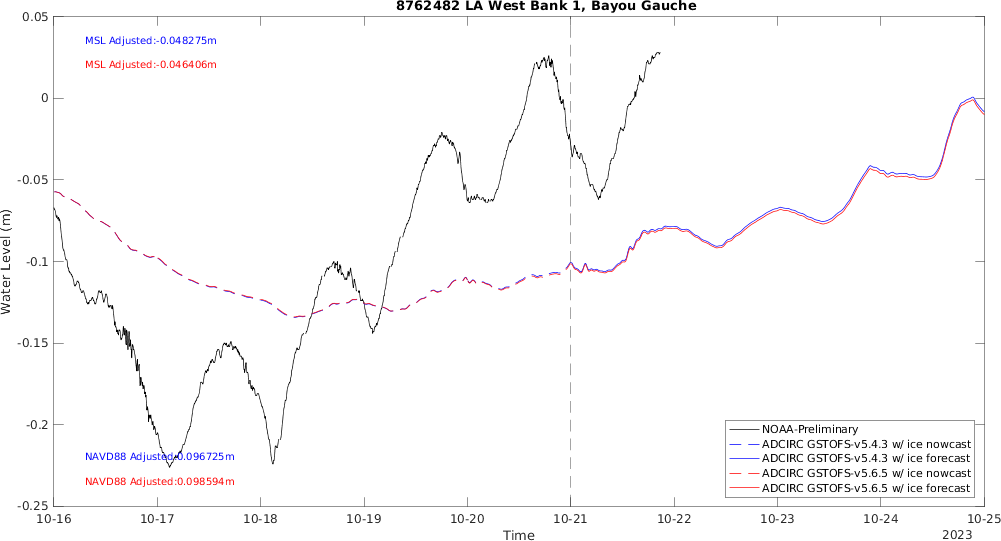 8762482 LA West Bank 1, Bayou Gauche
0.05
MSL Adjusted:-0.048275m
MSL Adjusted:-0.046406m
0
-0.05
-0.1
-0.15
-0.2
-0.25
Water Level (m)
NAVD88 Adjusted:0.096725m
NAVD88 Adjusted:0.098594m
NOAA-Preliminary
ADCIRC GSTOFS-v5.4.3 w/ ice nowcast
ADCIRC GSTOFS-v5.4.3 w/ ice forecast
ADCIRC GSTOFS-v5.6.5 w/ ice nowcast
ADCIRC GSTOFS-v5.6.5 w/ ice forecast
10-16 10-17 10-18 10-19 10-20 10-21 10-22 10-23 10-24 10-25
Time
2023